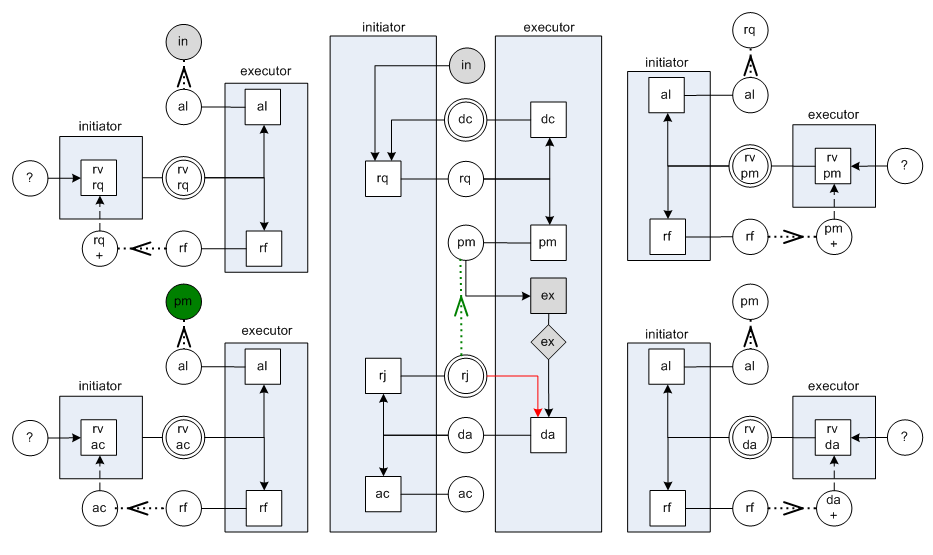 in
executor
al
al
initiator
?
rv
rq
rv
rq
rq
+
rf
rf
pm
executor
al
al
initiator
?
rv
ac
rv
ac
ac
rf
rf
initiator
executor
in
dc
dc
rq
rq
pm
pm
ex
ex
rj
rj
da
da
ac
ac
rq
initiator
al
al
executor
rv
pm
rv
pm
?
rf
rf
pm
+
pm
initiator
al
al
executor
rv
da
rv
da
?
rf
rf
da
+